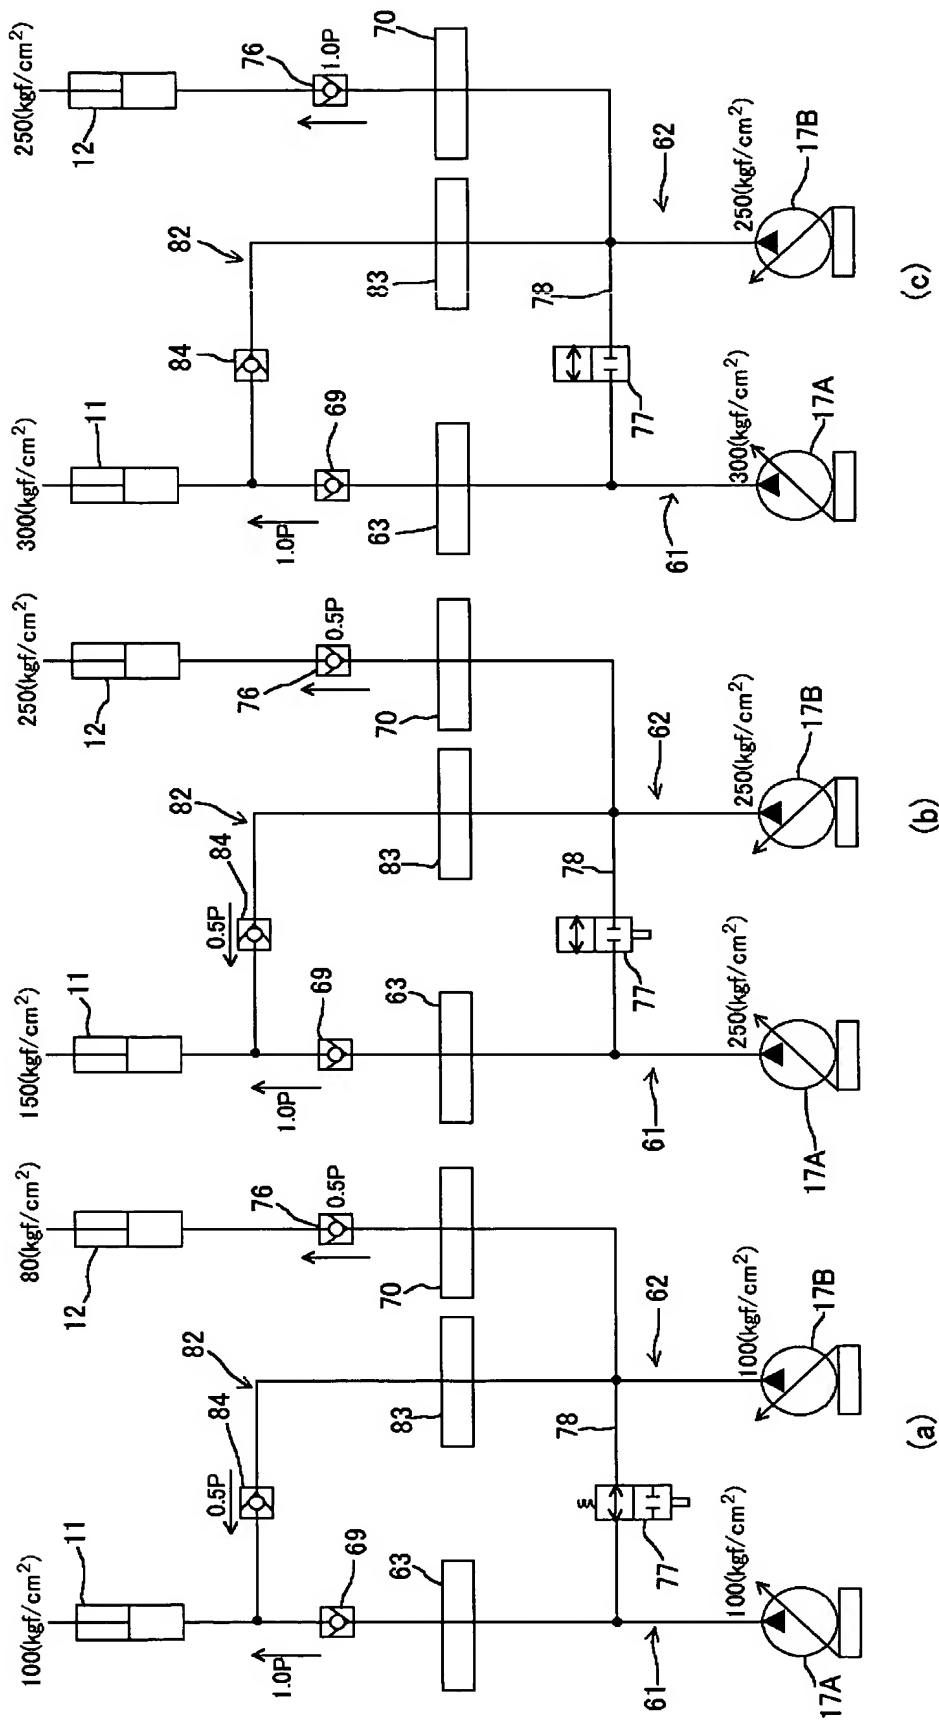 100(kgf/cm²)
80(kgf/cm²)
11
12
82
84
0.5P
76
0.5P
69
1.0P
63
83
70
78
77
62
61
100(kgf/cm²)
100(kgf/cm²)
17A
17B
(a)
150(kgf/cm²)
250(kgf/cm²)
11
12
82
84
0.5P
76
0.5P
69
1.0P
63
83
70
78
77
62
61
250(kgf/cm²)
250(kgf/cm²)
17A
17B
(b)
300(kgf/cm²)
250(kgf/cm²)
11
12
82
84
76
1.0P
69
1.0P
63
83
70
78
77
62
61
300(kgf/cm²)
250(kgf/cm²)
17A
17B
(c)